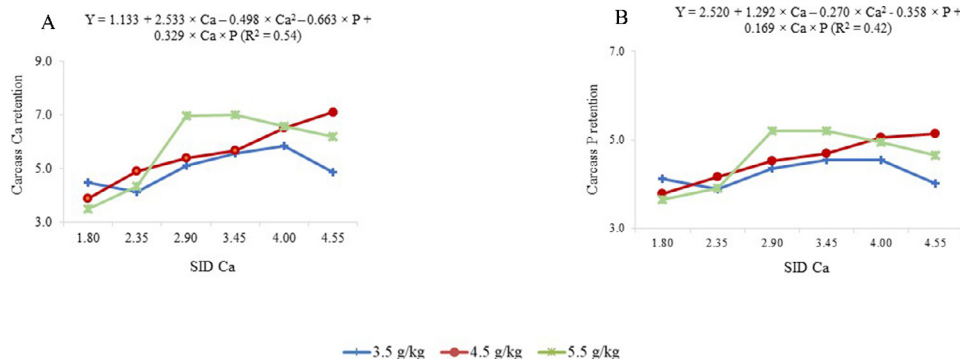 A
Y = 1.133 + 2.533 × Ca – 0.498 × Ca² – 0.663 × P +
0.329 × Ca × P (R² = 0.54)
9.0
7.0
5.0
3.0
Carcass Ca retention
1.80 2.35 2.90 3.45 4.00 4.55
SID Ca
B
Y = 2.520 + 1.292 × Ca – 0.270 × Ca² - 0.358 × P +
0.169 × Ca × P (R² = 0.42)
7.0
5.0
3.0
Carcass P retention
1.80 2.35 2.90 3.45 4.00 4.55
SID Ca
3.5 g/kg 4.5 g/kg 5.5 g/kg